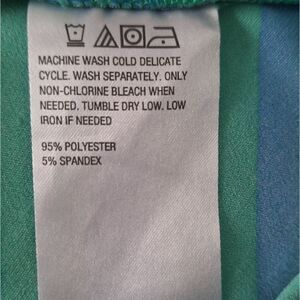 MACHINE WASH COLD DELICATE
CYCLE. WASH SEPARATELY. ONLY
NON-CHLORINE BLEACH WHEN
NEEDED. TUMBLE DRY LOW. LOW
IRON IF NEEDED
95% POLYESTER
5% SPANDEX